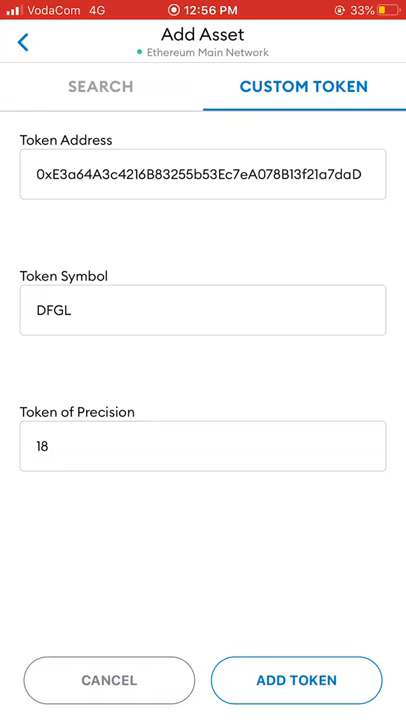 VodaCom 4G 12:56 PM 33%
Add Asset
Ethereum Main Network
SEARCH CUSTOM TOKEN
Token Address
0xE3a64A3c4216B83255b53Ec7eA078B13f21a7daD
Token Symbol
DFGL
Token of Precision
18
CANCEL ADD TOKEN